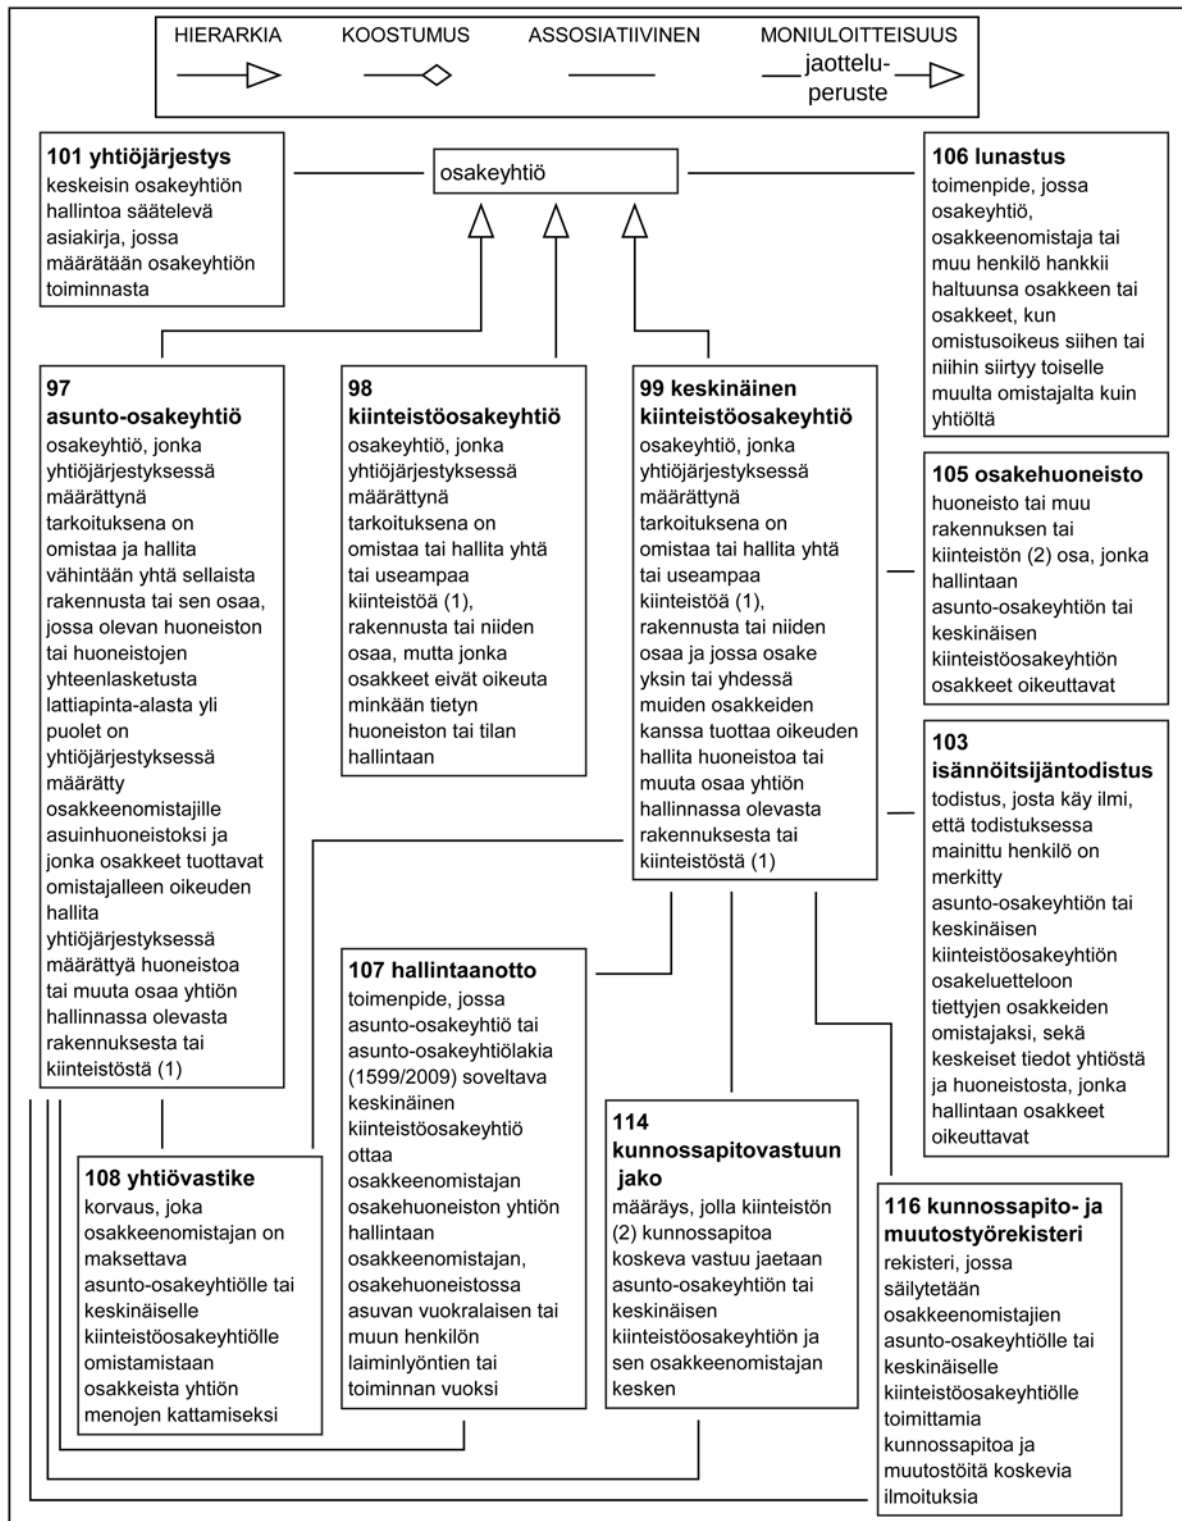 HIERARKIA
KOOSTUMUS
ASSOSIATIIVINEN
MONIULOITTEISUUS
jaottelu-
peruste
101 yhtiöjärjestys
keskeisin osakeyhtiön
hallintoa säätelevä
asiakirja, jossa
määrätään osakeyhtiön
toiminnasta
osakeyhtiö
106 lunastus
toimenpide, jossa
osakeyhtiö,
osakkeenomistaja tai
muu henkilö hankkii
haltuunsa osakkeen tai
osakkeet, kun
omistusoikeus siihen tai
niihin siirtyy toiselle
muulta omistajalta kuin
yhtiöltä
97
asunto-osakeyhtiö
osakeyhtiö, jonka
yhtiöjärjestyksessä
määrättynä
tarkoituksena on
omistaa ja hallita
vähintään yhtä sellaista
rakennusta tai sen osaa,
jossa olevan huoneiston
tai huoneistojen
yhteenlasketusta
lattiapinta-alasta yli
puolet on
yhtiöjärjestyksessä
määrätty
osakkeenomistajille
asuinhuoneistoksi ja
jonka osakkeet tuottavat
omistajalleen oikeuden
hallita
yhtiöjärjestyksessä
määrättyä huoneistoa
tai muuta osaa yhtiön
hallinnassa olevasta
rakennuksesta tai
kiinteistöstä (1)
98
kiinteistöosakeyhtiö
osakeyhtiö, jonka
yhtiöjärjestyksessä
määrättynä
tarkoituksena on
omistaa tai hallita yhtä
tai useampaa
kiinteistöä (1),
rakennusta tai niiden
osaa, mutta jonka
osakkeet eivät oikeuta
minkään tietyn
huoneiston tai tilan
hallintaan
99 keskinäinen
kiinteistöosakeyhtiö
osakeyhtiö, jonka
yhtiöjärjestyksessä
määrättynä
tarkoituksena on
omistaa tai hallita yhtä
tai useampaa
kiinteistöä (1),
rakennusta tai niiden
osaa ja jossa osake
yksin tai yhdessä
muiden osakkeiden
kanssa tuottaa oikeuden
hallita huoneistoa tai
muuta osaa yhtiön
hallinnassa olevasta
rakennuksesta tai
kiinteistöstä (1)
105 osakehuoneisto
huoneisto tai muu
rakennuksen tai
kiinteistön (2) osa, jonka
hallintaan
asunto-osakeyhtiön tai
keskinäisen
kiinteistöosakeyhtiön
osakkeet oikeuttavat
103
isännöitsijäntodistus
todistus, josta käy ilmi,
että todistuksessa
mainittu henkilö on
merkitty
asunto-osakeyhtiön tai
keskinäisen
kiinteistöosakeyhtiön
osakeluetteloon
tiettyjen osakkeiden
omistajaksi, sekä
keskeiset tiedot yhtiöstä
ja huoneistosta, jonka
hallintaan osakkeet
oikeuttavat
107 hallintaanotto
toimenpide, jossa
asunto-osakeyhtiö tai
asunto-osakeyhtiölakia
(1599/2009) soveltava
keskinäinen
kiinteistöosakeyhtiö
ottaa
osakkeenomistajan
osakehuoneiston yhtiön
hallintaan
osakkeenomistajan,
osakehuoneistossa
asuvan vuokralaisen tai
muun henkilön
laiminlyöntien tai
toiminnan vuoksi
108 yhtiövastike
korvaus, joka
osakkeenomistajan on
maksettava
asunto-osakeyhtiölle tai
keskinäiselle
kiinteistöosakeyhtiölle
omistamistaan
osakkeista yhtiön
menojen kattamiseksi
114
kunnossapitovastuun
jako
määräys, jolla kiinteistön
(2) kunnossapitoa
koskeva vastuu jaetaan
asunto-osakeyhtiön tai
keskinäisen
kiinteistöosakeyhtiön ja
sen osakkeenomistajan
kesken
116 kunnossapito- ja
muutostyörekisteri
rekisteri, jossa
säilytetään
osakkeenomistajien
asunto-osakeyhtiölle tai
keskinäiselle
kiinteistöosakeyhtiölle
toimittamia
kunnossapitoa ja
muutostöitä koskevia
ilmoituksia